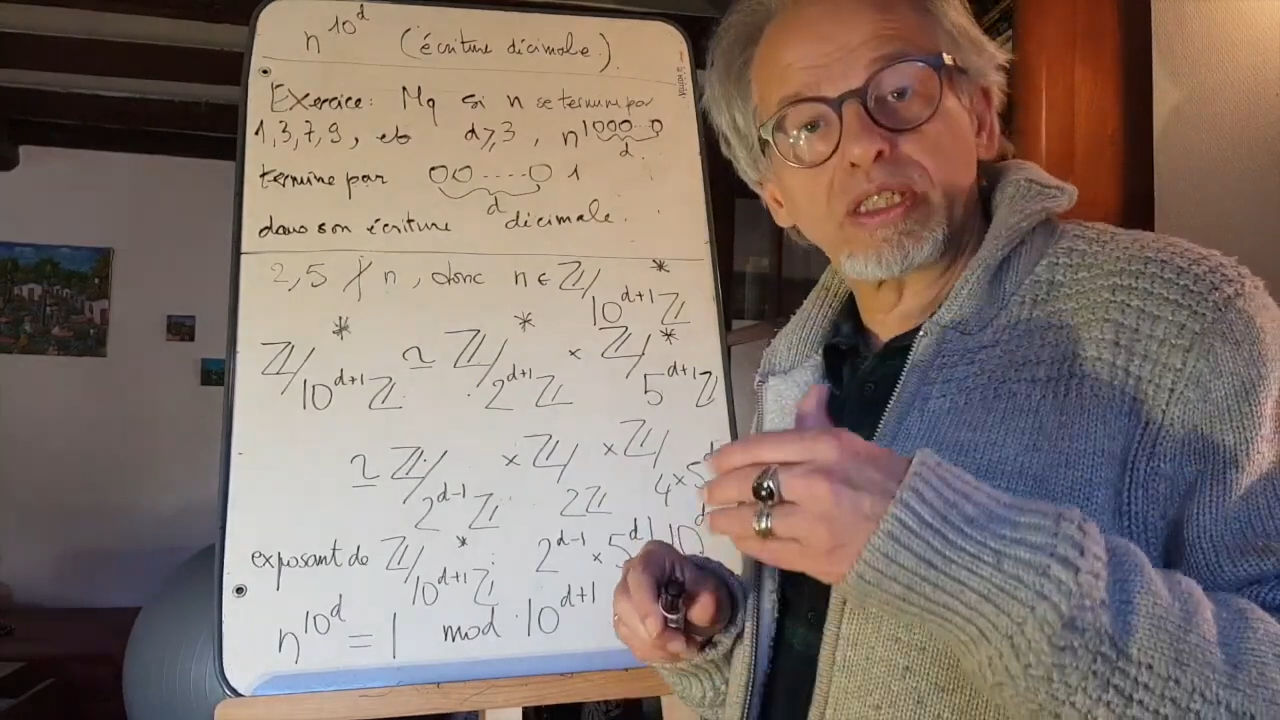 n^10^d (écriture décimale).
Exercice : Mq si n se termine par
1,3,7,9, et d⩾3, n^1000...0
d
termine par 00....0 1
d
dans son écriture décimale.
2,5 ∤ n, donc n ∈ ℤ/10^{d+1}ℤ *
ℤ/10^{d+1}ℤ * ≃ ℤ/2^{d+1}ℤ * × ℤ/5^{d+1}ℤ *
≃ ℤ/2^{d-1}ℤ × ℤ/2ℤ × ℤ/4×5^d
exposant de ℤ/10^{d+1}ℤ * : 2^{d-1} × 5^d | 10^d
n^10^d = 1 mod 10^{d+1}